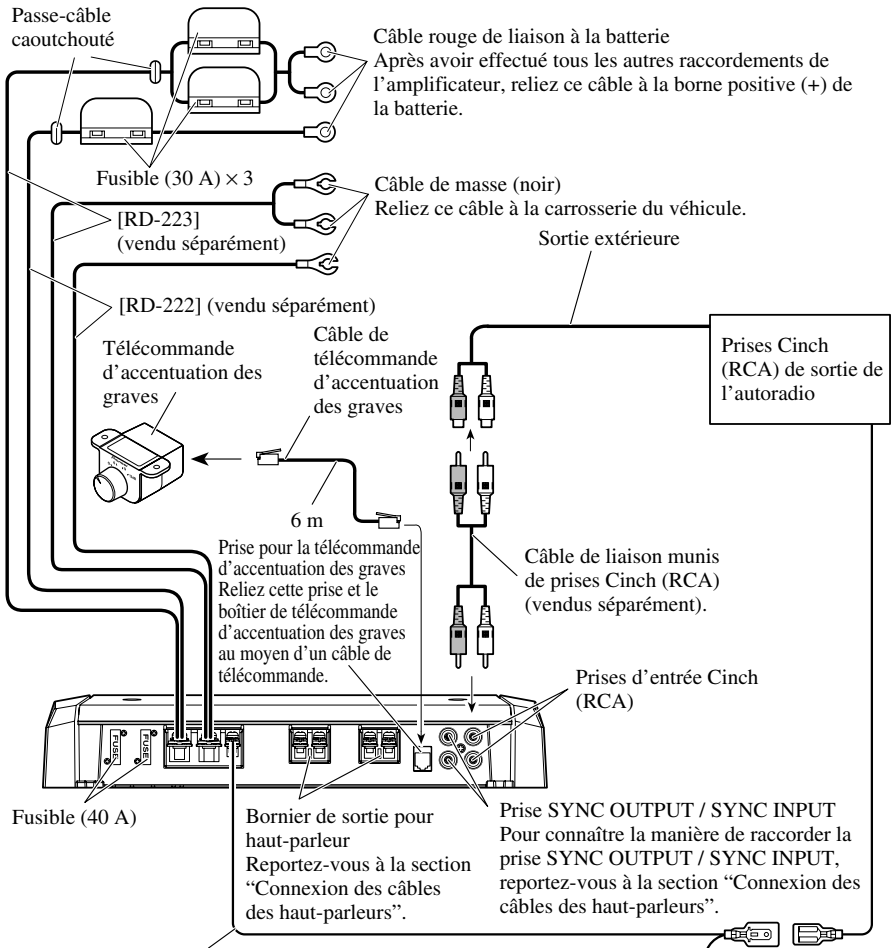 Passe-câble
caoutchouté
Câble rouge de liaison à la batterie
Après avoir effectué tous les autres raccordements de
l’amplificateur, reliez ce câble à la borne positive (+) de
la batterie.
Fusible (30 A) × 3
Câble de masse (noir)
Reliez ce câble à la carrosserie du véhicule.
[RD-223]
(vendu séparément)
Sortie extérieure
[RD-222] (vendu séparément)
Télécommande
d’accentuation des
graves
Câble de
télécommande
d’accentuation
des graves
Prises Cinch
(RCA) de sortie de
l’autoradio
6 m
Prise pour la télécommande
d’accentuation des graves
Reliez cette prise et le
boîtier de télécommande
d’accentuation des graves
au moyen d’un câble de
télécommande.
Câble de liaison munis
de prises Cinch (RCA)
(vendus séparément).
Prises d’entrée Cinch
(RCA)
FUSE
FUSE
Fusible (40 A)
Bornier de sortie pour
haut-parleur
Reportez-vous à la section
“Connexion des câbles
des haut-parleurs”.
Prise SYNC OUTPUT / SYNC INPUT
Pour connaître la manière de raccorder la
prise SYNC OUTPUT / SYNC INPUT,
reportez-vous à la section “Connexion des
câbles des haut-parleurs”.